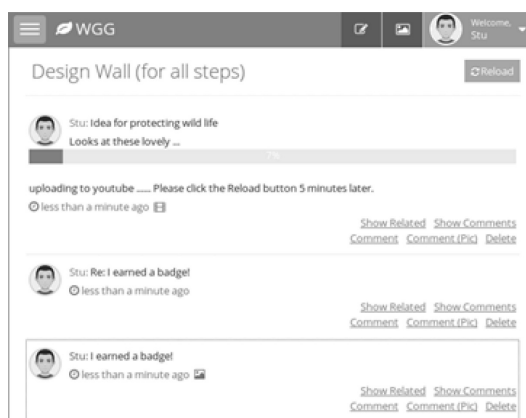 WGG
Welcome,
Stu
Design Wall (for all steps)
Reload
Stu: Idea for protecting wild life
Looks at these lovely ...
7%
uploading to youtube ...... Please click the Reload button 5 minutes later.
less than a minute ago
Show Related Show Comments
Comment Comment (Pic) Delete
Stu: Re: I earned a badge!
less than a minute ago
Show Related Show Comments
Comment Comment (Pic) Delete
Stu: I earned a badge!
less than a minute ago
Show Related Show Comments
Comment Comment (Pic) Delete